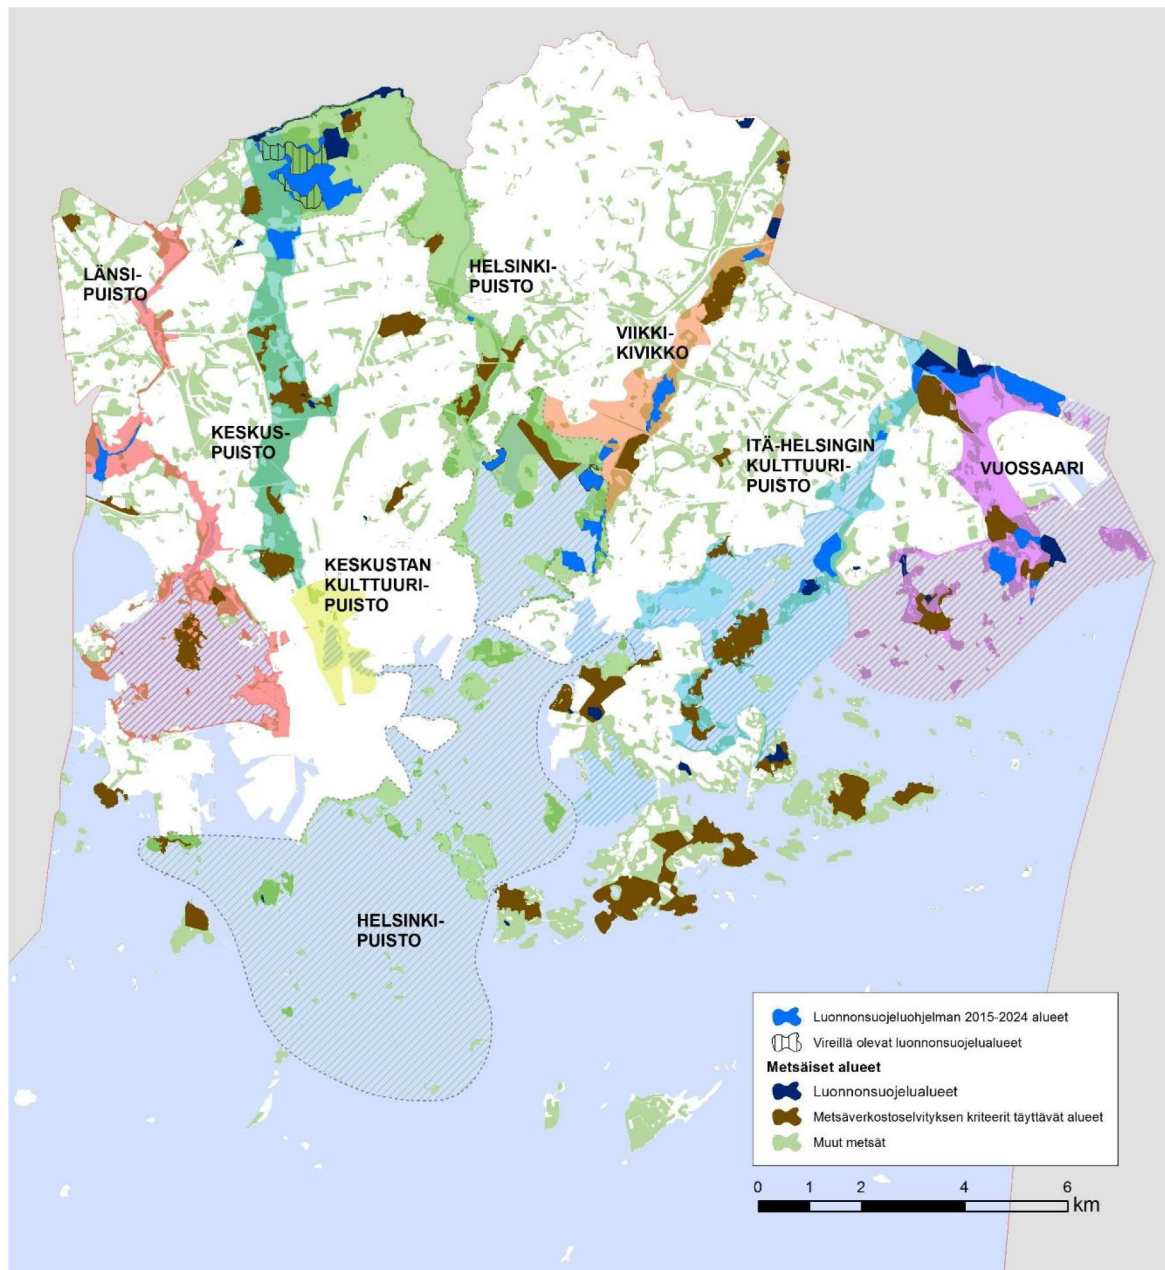 LÄNSI-
PUISTO
HELSINKI-
PUISTO
VIIKKI-
KIVIKKO
KESKUS-
PUISTO
ITÄ-HELSINGIN
KULTTUURI-
PUISTO
VUOSSAARI
KESKUSTAN
KULTTUURI-
PUISTO
HELSINKI-
PUISTO
Luonnonsuojeluohjelman 2015-2024 alueet
Vireillä olevat luonnonsuojelualueet
Metsäiset alueet
Luonnonsuojelualueet
Metsäverkostoselvityksen kriteerit täyttävät alueet
Muut metsät
0 1 2 4 6
km